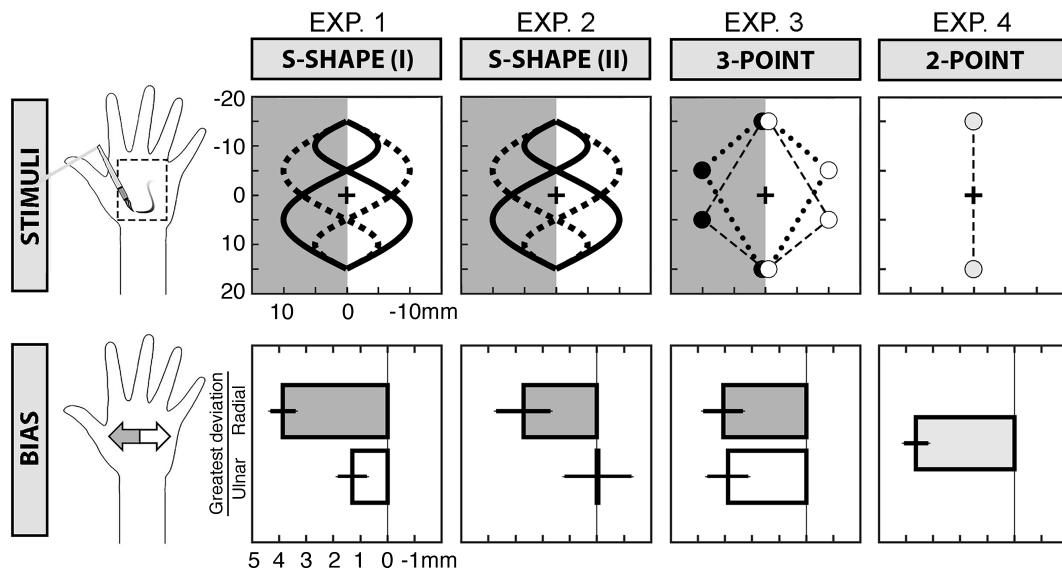 EXP. 1 EXP. 2 EXP. 3 EXP. 4
S-SHAPE (I) S-SHAPE (II) 3-POINT 2-POINT
STIMULI
-20
-10
0
10
20
10 0 -10mm
BIAS
Greatest deviation
Radial
Ulnar
5 4 3 2 1 0 -1mm